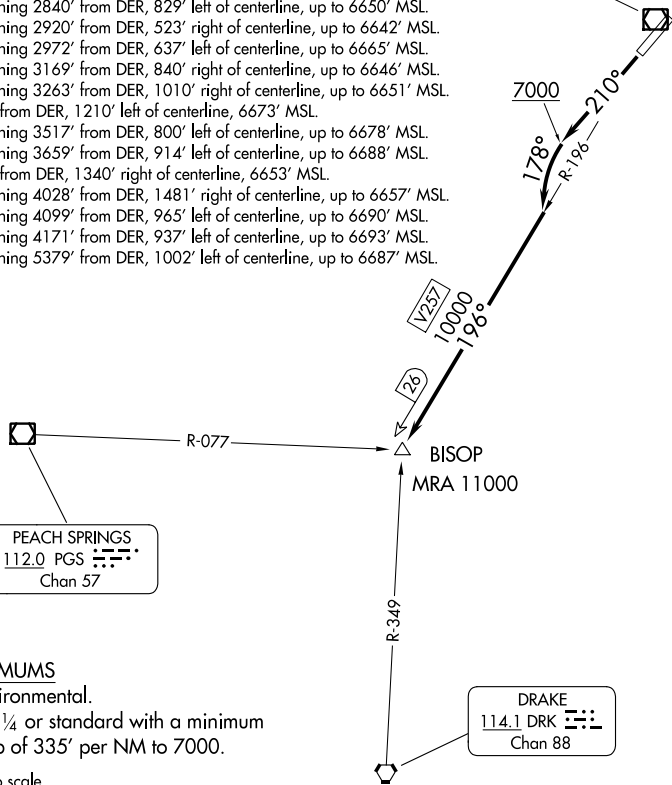 ning 2840’ from DER, 829’ left of centerline, up to 6650’ MSL.
ning 2920’ from DER, 523’ right of centerline, up to 6642’ MSL.
ning 2972’ from DER, 637’ left of centerline, up to 6665’ MSL.
ning 3169’ from DER, 840’ right of centerline, up to 6646’ MSL.
ning 3263’ from DER, 1010’ right of centerline, up to 6651’ MSL.
from DER, 1210’ left of centerline, 6673’ MSL.
ning 3517’ from DER, 800’ left of centerline, up to 6678’ MSL.
ning 3659’ from DER, 914’ left of centerline, up to 6688’ MSL.
from DER, 1340’ right of centerline, 6653’ MSL.
ning 4028’ from DER, 1481’ right of centerline, up to 6657’ MSL.
ning 4099’ from DER, 965’ left of centerline, up to 6690’ MSL.
ning 4171’ from DER, 937’ left of centerline, up to 6693’ MSL.
ning 5379’ from DER, 1002’ left of centerline, up to 6687’ MSL.
7000
210°
178°
R-196
V257
10000
196°
26
R-077
BISOP
MRA 11000
PEACH SPRINGS
112.0 PGS
Chan 57
R-349
MUMS
ironmental.
¼ or standard with a minimum
b of 335’ per NM to 7000.
DRAKE
114.1 DRK
Chan 88
o scale